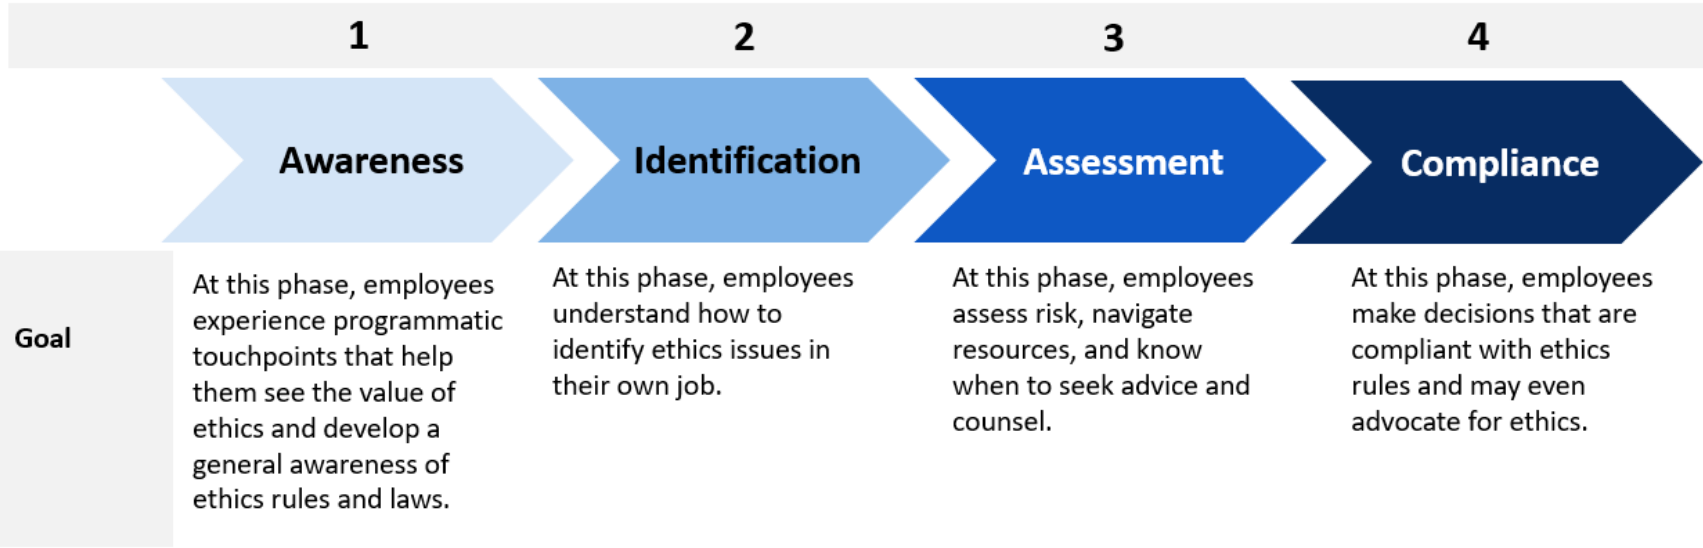 1
2
3
4
Awareness
Identification
Assessment
Compliance
Goal
At this phase, employees
experience programmatic
touchpoints that help
them see the value of
ethics and develop a
general awareness of
ethics rules and laws.
At this phase, employees
understand how to
identify ethics issues in
their own job.
At this phase, employees
assess risk, navigate
resources, and know
when to seek advice and
counsel.
At this phase, employees
make decisions that are
compliant with ethics
rules and may even
advocate for ethics.